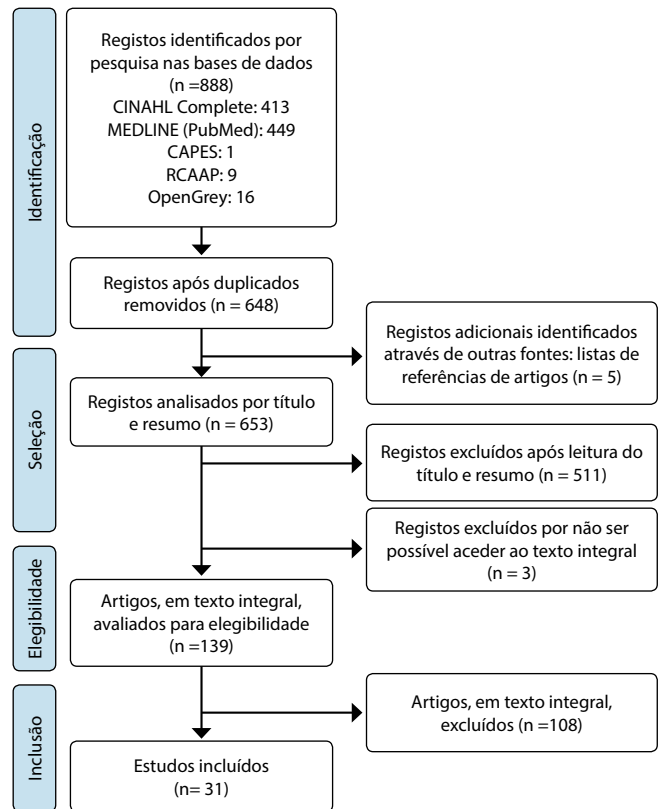 Identificação
Registos identificados por
pesquisa nas bases de dados
(n =888)
CINAHL Complete: 413
MEDLINE (PubMed): 449
CAPES: 1
RCAAP: 9
OpenGrey: 16
Registos após duplicados
removidos (n = 648)
Registos adicionais identificados
através de outras fontes: listas de
referências de artigos (n = 5)
Seleção
Registos analisados por título
e resumo (n = 653)
Registos excluídos após leitura do
título e resumo (n = 511)
Registos excluídos por não ser
possível aceder ao texto integral
(n = 3)
Elegibilidade
Artigos, em texto integral,
avaliados para elegibilidade
(n =139)
Artigos, em texto integral,
excluídos (n =108)
Inclusão
Estudos incluídos
(n= 31)